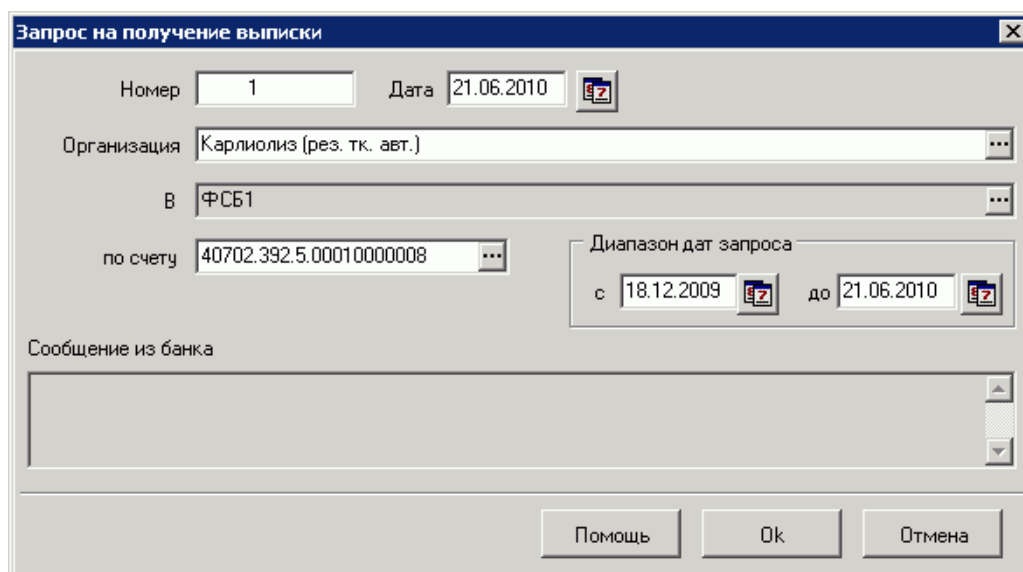 Запрос на получение выписки
Номер 1 Дата 21.06.2010
Организация Карлиолиз (рез. тк. авт.) ...
В ФСБ1 ...
по счету 40702.392.5.00010000008 ... Диапазон дат запроса
с 18.12.2009 до 21.06.2010
Сообщение из банка
Помощь Ok Отмена